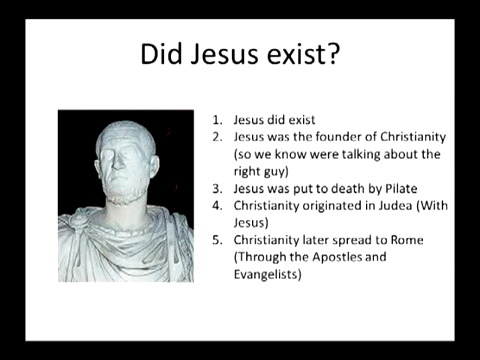 Did Jesus exist?
1. Jesus did exist
2. Jesus was the founder of Christianity
(so we know were talking about the
right guy)
3. Jesus was put to death by Pilate
4. Christianity originated in Judea (With
Jesus)
5. Christianity later spread to Rome
(Through the Apostles and
Evangelists)